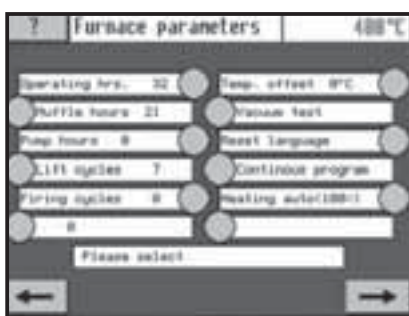 ? Furnace parameters 400°C
Operating hrs. 32
Temp. offset 0°C
Muffle hours 21
Vacuum test
Pump hours 0
Reset language
Lift cycles 7
Continous program
Firing cycles 0
Heating auto(100%)
0
Please select